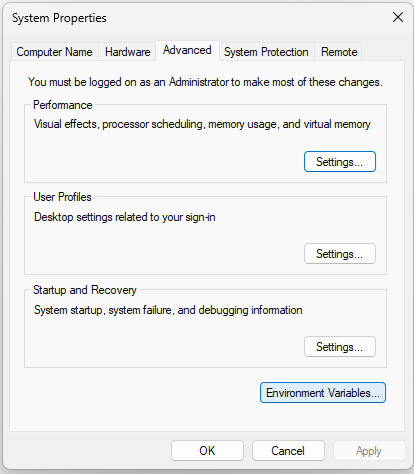 System Properties
Computer Name Hardware Advanced System Protection Remote
You must be logged on as an Administrator to make most of these changes.
Performance
Visual effects, processor scheduling, memory usage, and virtual memory
Settings...
User Profiles
Desktop settings related to your sign-in
Settings...
Startup and Recovery
System startup, system failure, and debugging information
Settings...
Environment Variables...
OK Cancel Apply